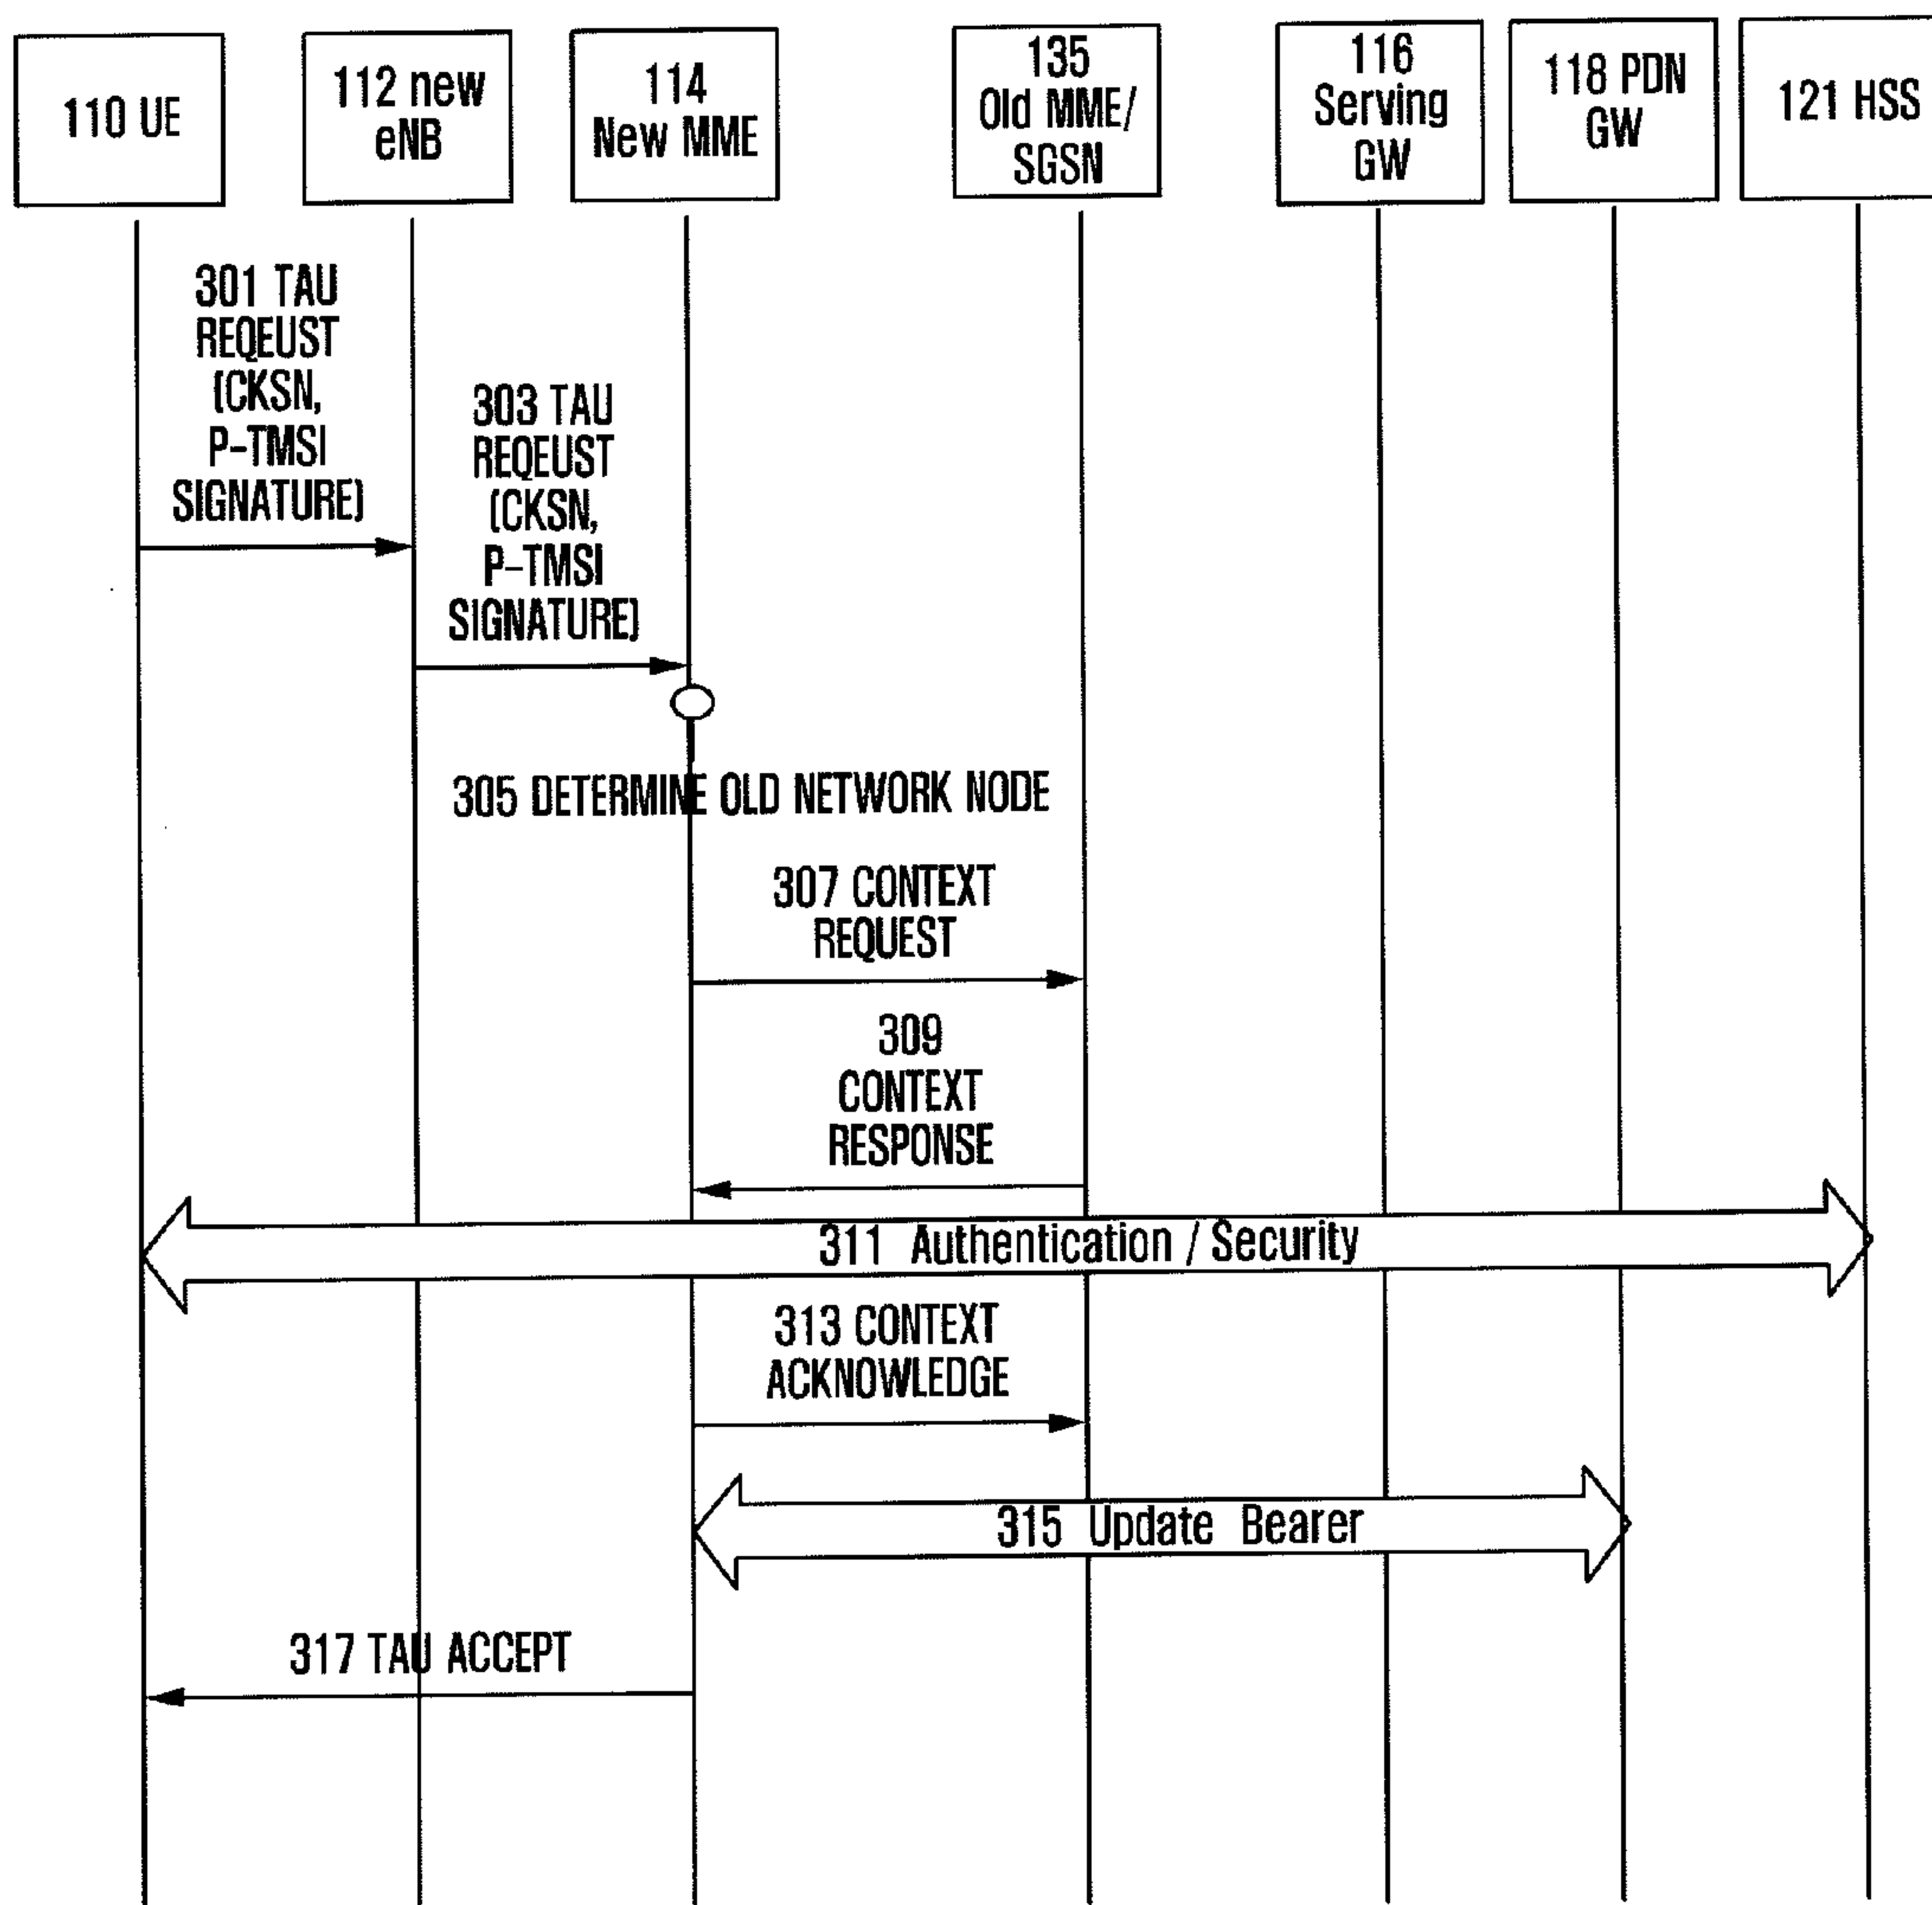 110 UE
112 new
eNB
114
New MME
135
Old MME/
SGSN
116
Serving
GW
118 PDN
GW
121 HSS
301 TAU
REQEUST
(CKSN,
P-TMSI
SIGNATURE)
303 TAU
REQEUST
(CKSN,
P-TMSI
SIGNATURE)
305 DETERMINE OLD NETWORK NODE
307 CONTEXT
REQUEST
309
CONTEXT
RESPONSE
311 Authentication / Security
313 CONTEXT
ACKNOWLEDGE
315 Update Bearer
317 TAU ACCEPT